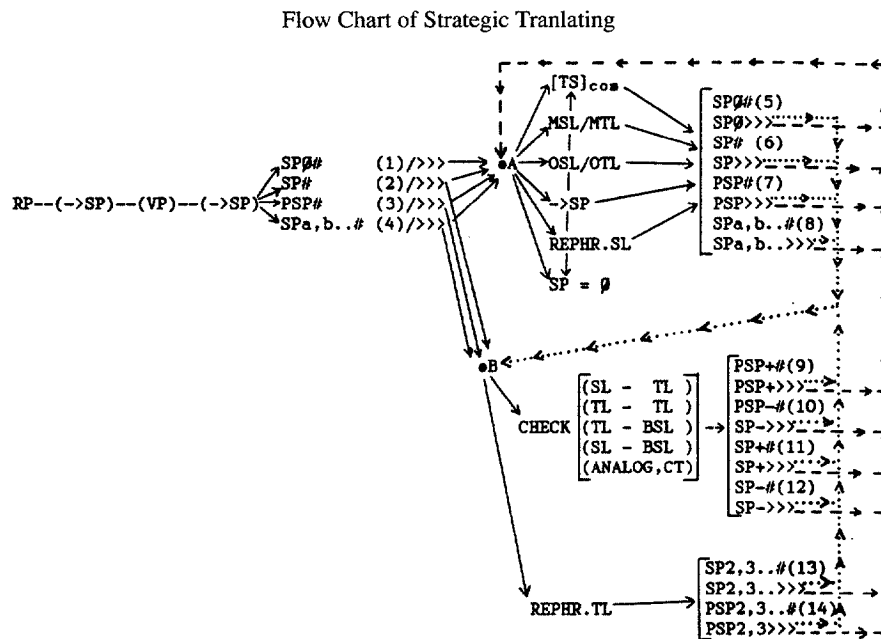 Flow Chart of Strategic Tranlating
[TS]com
SPØ#(5)
SPØ>>>
MSL/MTL
SP# (6)
SPØ# (1)/>>>
●A
OSL/OTL
SP>>>
SP# (2)/>>>
PSP#(7)
RP--(->SP)--(VP)--(->SP)
PSP# (3)/>>>
->SP
PSP>>>
SPa,b..# (4)/>>>
SPa,b..#(8)
REPHR.SL
SPa,b..>>>
SP = Ø
●B
PSP+#(9)
(SL - TL )
PSP+>>>
(TL - TL )
PSP-#(10)
CHECK
(TL - BSL )
SP->>>
(SL - BSL )
SP+#(11)
(ANALOG,CT)
SP+>>>
SP-#(12)
SP->>>
SP2,3..#(13)
SP2,3..>>>
REPHR.TL
PSP2,3..#(14)
PSP2,3>>>